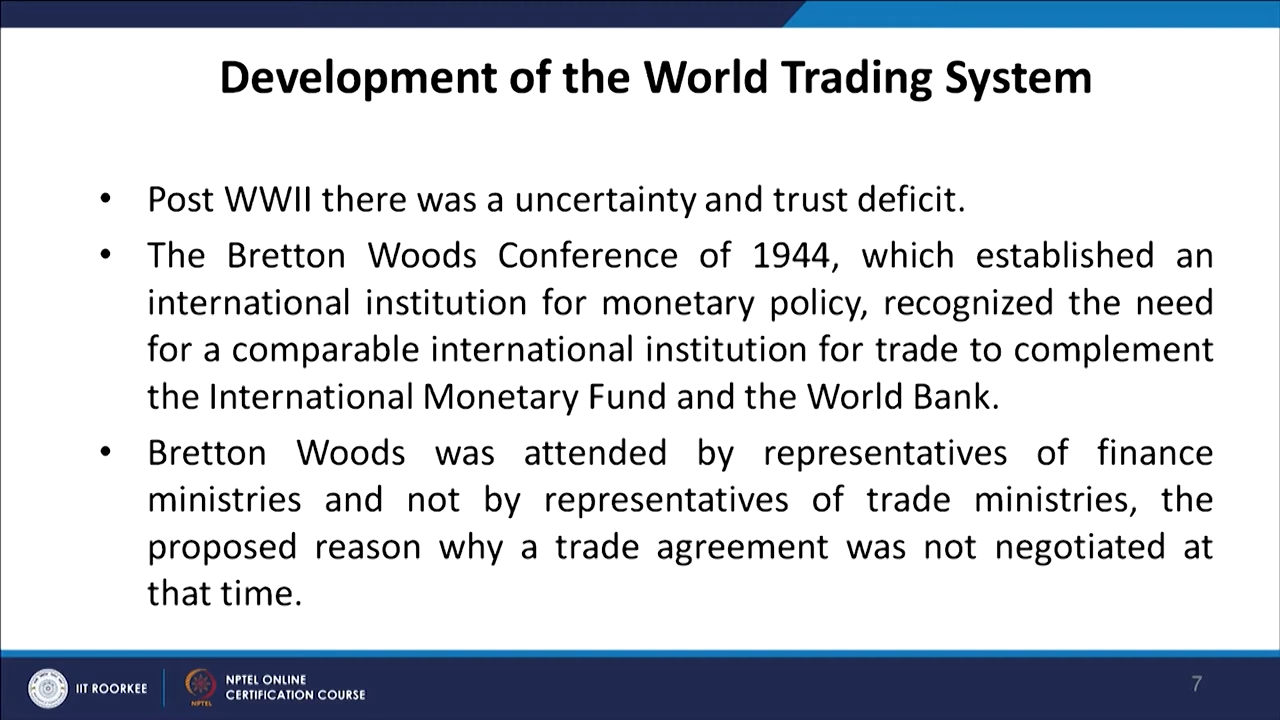 Development of the World Trading System
• Post WWII there was a uncertainty and trust deficit.
• The Bretton Woods Conference of 1944, which established an
international institution for monetary policy, recognized the need
for a comparable international institution for trade to complement
the International Monetary Fund and the World Bank.
• Bretton Woods was attended by representatives of finance
ministries and not by representatives of trade ministries, the
proposed reason why a trade agreement was not negotiated at
that time.
IIT ROORKEE
NPTEL
NPTEL ONLINE
CERTIFICATION COURSE
7